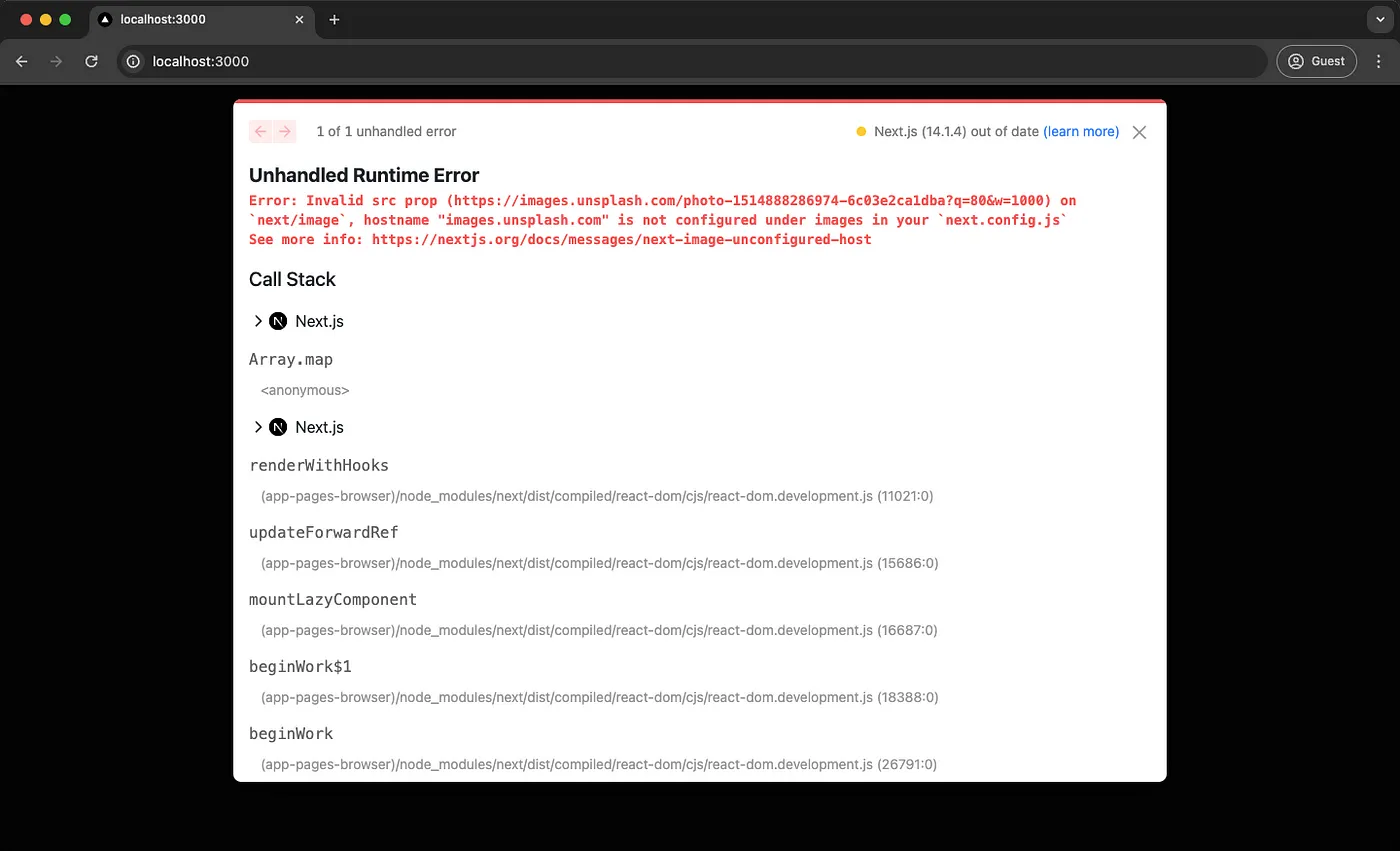 localhost:3000
localhost:3000
Guest
1 of 1 unhandled error
Next.js (14.1.4) out of date (learn more)
Unhandled Runtime Error
Error: Invalid src prop (https://images.unsplash.com/photo-1514888286974-6c03e2ca1dba?q=80&w=1000) on
`next/image`, hostname "images.unsplash.com" is not configured under images in your `next.config.js`
See more info: https://nextjs.org/docs/messages/next-image-unconfigured-host
Call Stack
N Next.js
Array.map
<anonymous>
N Next.js
renderWithHooks
(app-pages-browser)/node_modules/next/dist/compiled/react-dom/cjs/react-dom.development.js (11021:0)
updateForwardRef
(app-pages-browser)/node_modules/next/dist/compiled/react-dom/cjs/react-dom.development.js (15686:0)
mountLazyComponent
(app-pages-browser)/node_modules/next/dist/compiled/react-dom/cjs/react-dom.development.js (16687:0)
beginWork$1
(app-pages-browser)/node_modules/next/dist/compiled/react-dom/cjs/react-dom.development.js (18388:0)
beginWork
(app-pages-browser)/node_modules/next/dist/compiled/react-dom/cjs/react-dom.development.js (26791:0)